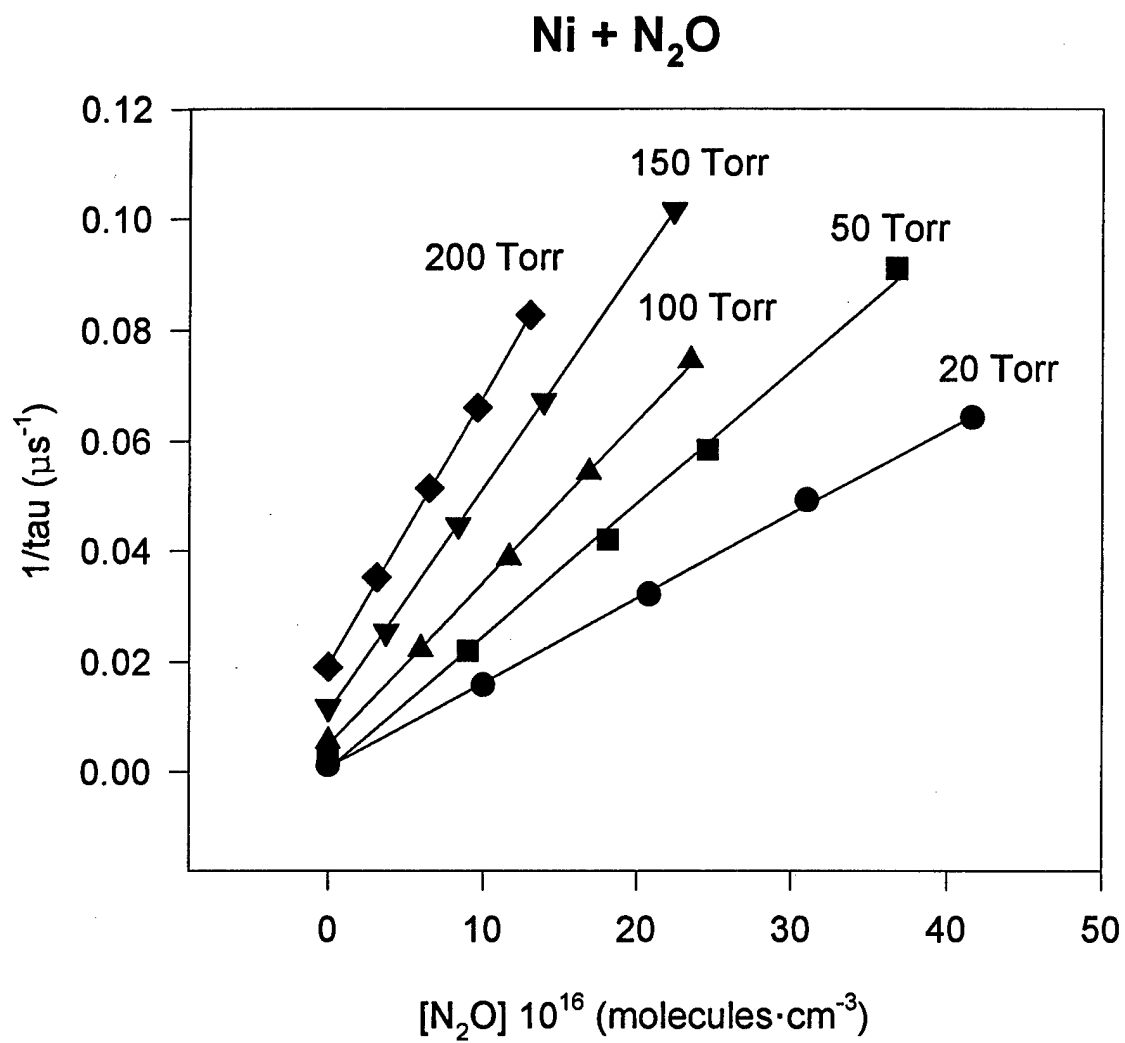 Ni + N₂O
0.12
0.10
0.08
0.06
0.04
0.02
0.00
1/tau (µs⁻¹)
150 Torr
50 Torr
200 Torr
100 Torr
20 Torr
0 10 20 30 40 50
[N₂O] 10¹⁶ (molecules·cm⁻³)